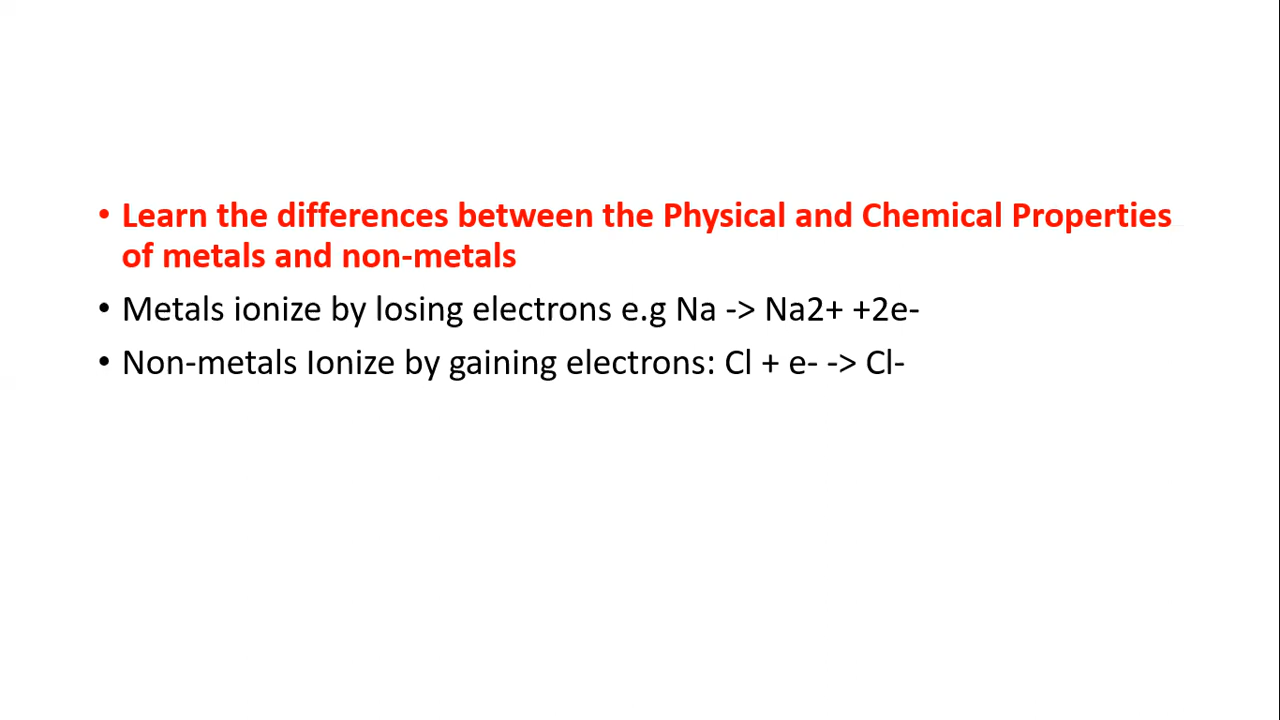 • Learn the differences between the Physical and Chemical Properties
of metals and non-metals
• Metals ionize by losing electrons e.g Na -> Na2+ +2e-
• Non-metals Ionize by gaining electrons: Cl + e- -> Cl-